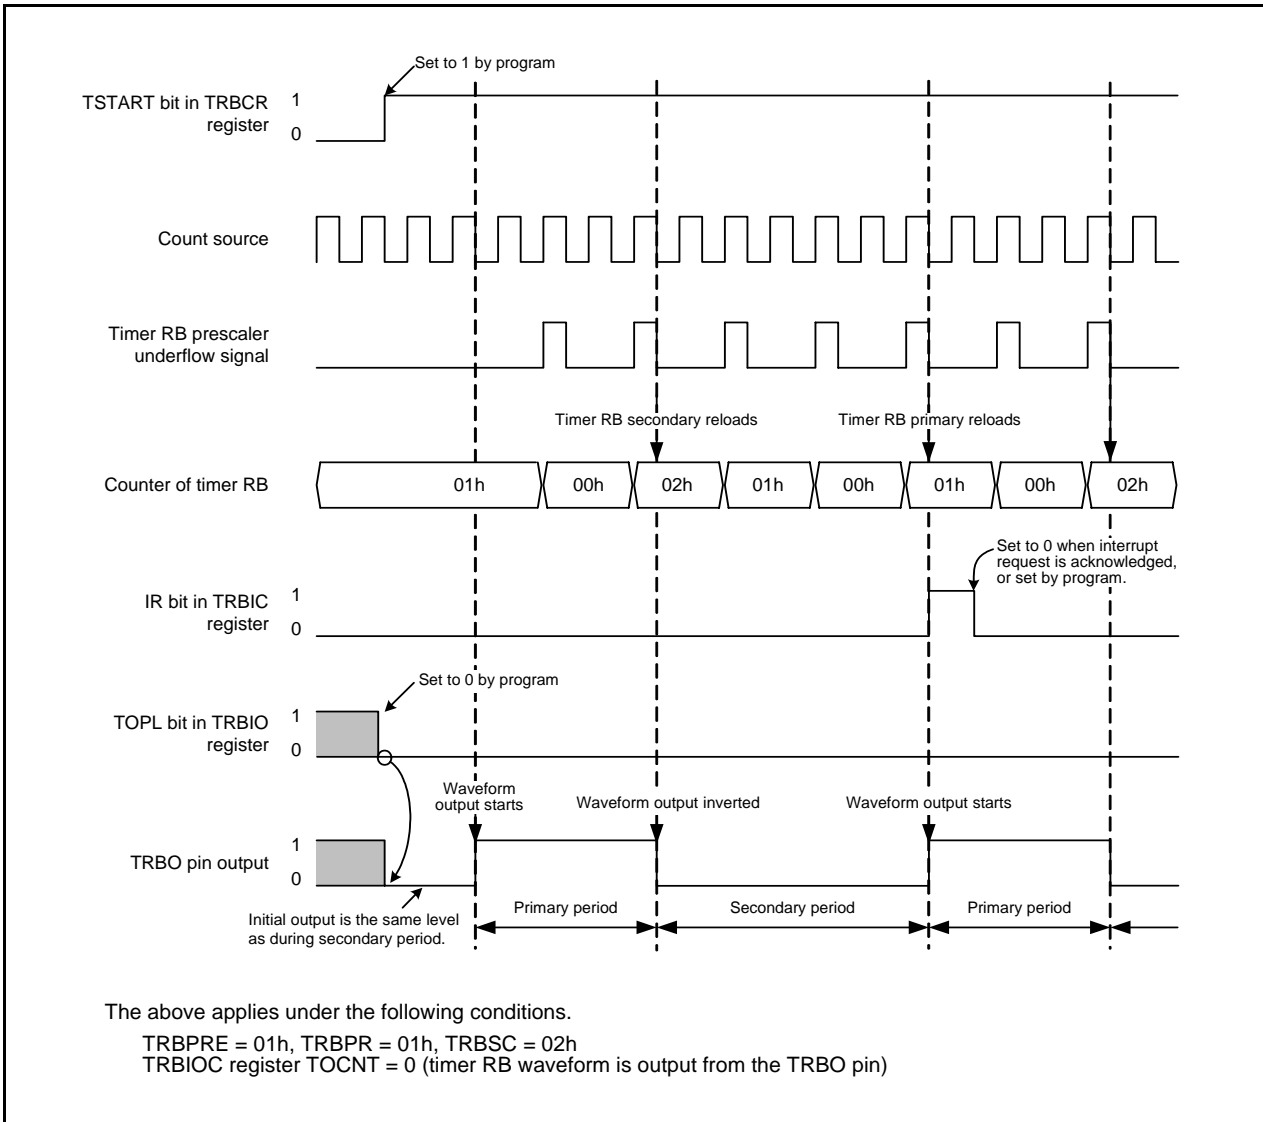 Set to 1 by program
TSTART bit in TRBCR
register
1
0
Count source
Timer RB prescaler
underflow signal
Timer RB secondary reloads
Timer RB primary reloads
Counter of timer RB
01h
00h
02h
01h
00h
01h
00h
02h
Set to 0 when interrupt
request is acknowledged,
or set by program.
IR bit in TRBIC
register
1
0
Set to 0 by program
TOPL bit in TRBIO
register
1
0
Waveform
output starts
Waveform output inverted
Waveform output starts
TRBO pin output
1
0
Initial output is the same level
as during secondary period.
Primary period
Secondary period
Primary period
The above applies under the following conditions.
TRBPRE = 01h, TRBPR = 01h, TRBSC = 02h
TRBIOC register TOCNT = 0 (timer RB waveform is output from the TRBO pin)